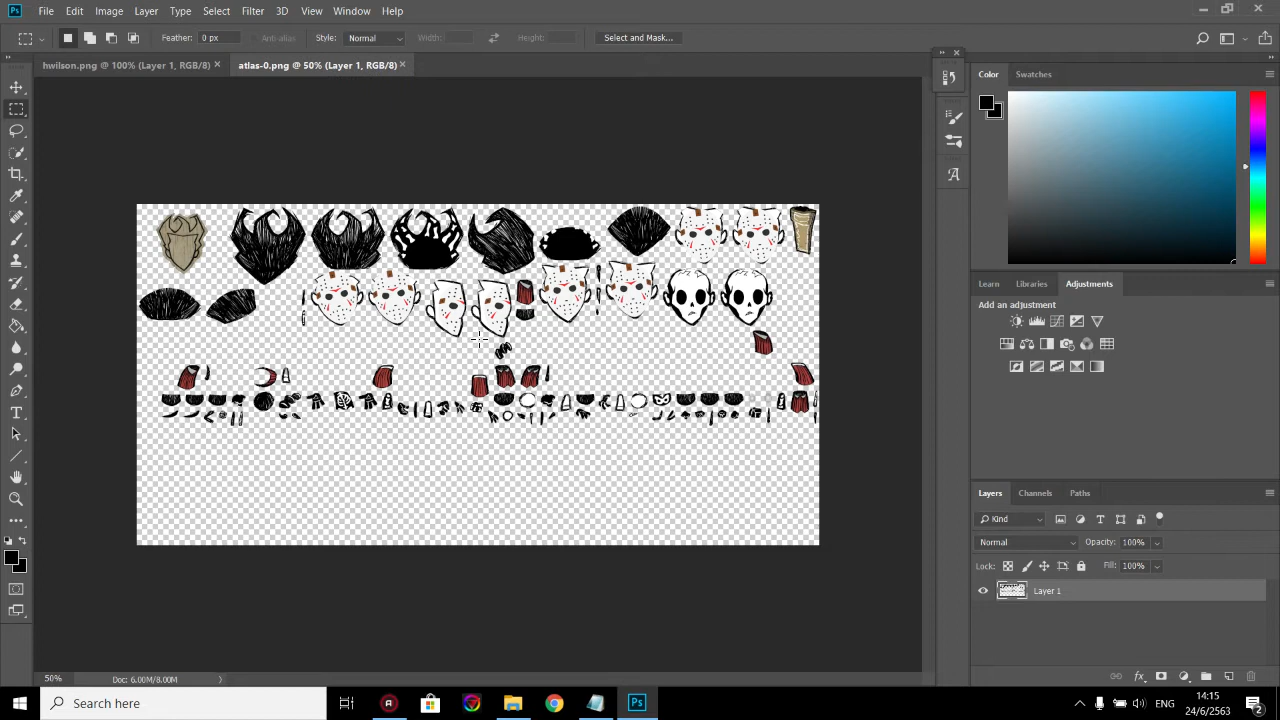 Ps File Edit Image Layer Type Select Filter 3D View Window Help
Feather: 0 px Anti-alias Style: Normal Width: Height: Select and Mask...
hwilson.png @ 100% (Layer 1, RGB/8) × atlas-0.png @ 50% (Layer 1, RGB/8) ×
Color Swatches
Learn Libraries Adjustments
Add an adjustment
Layers Channels Paths
Kind
Normal Opacity: 100%
Lock: Fill: 100%
Layer 1
50% Doc: 6.00M/8.00M
Search here Ps ENG 14:15
24/6/2563 2